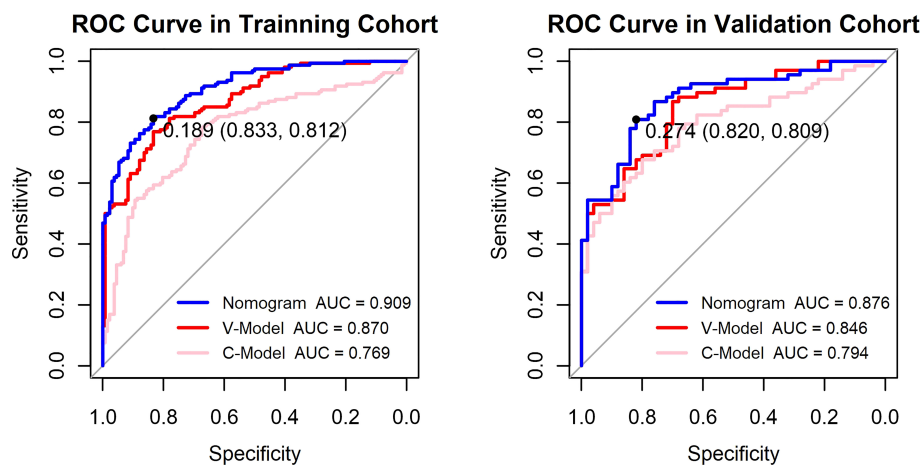 ROC Curve in Trainning Cohort
1.0
0.8
0.6
0.4
0.2
0.0
Sensitivity
0.189 (0.833, 0.812)
Nomogram AUC = 0.909
V-Model AUC = 0.870
C-Model AUC = 0.769
1.0 0.8 0.6 0.4 0.2 0.0
Specificity
ROC Curve in Validation Cohort
1.0
0.8
0.6
0.4
0.2
0.0
Sensitivity
0.274 (0.820, 0.809)
Nomogram AUC = 0.876
V-Model AUC = 0.846
C-Model AUC = 0.794
1.0 0.8 0.6 0.4 0.2 0.0
Specificity